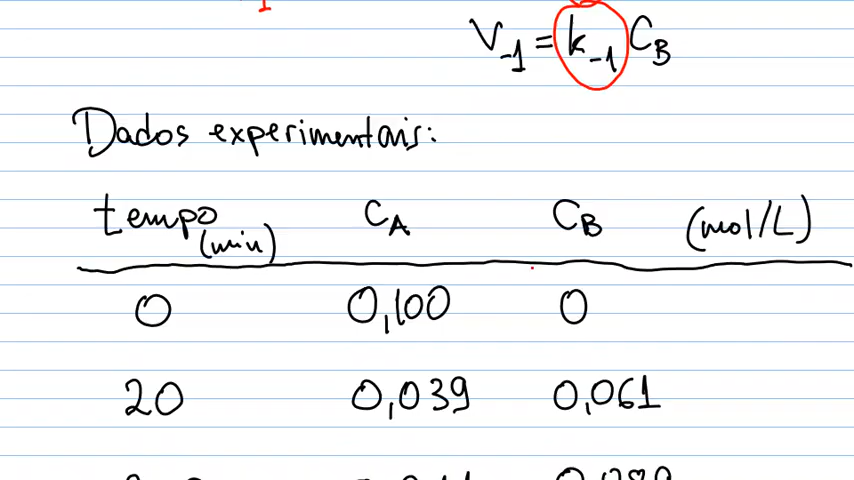 V₋₁ = k₋₁ C_B
Dados experimentais:
tempo (min) C_A C_B (mol/L)
0 0,100 0
20 0,039 0,061